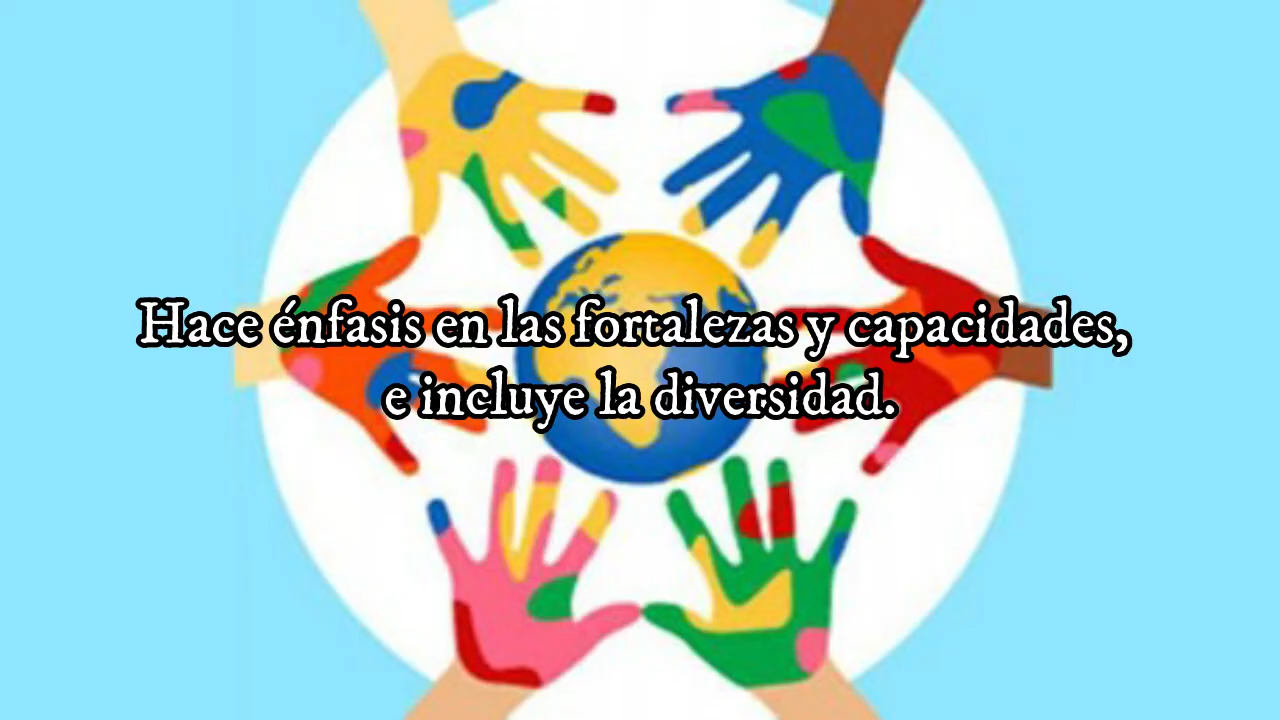 Hace énfasis en las fortalezas y capacidades,
e incluye la diversidad.